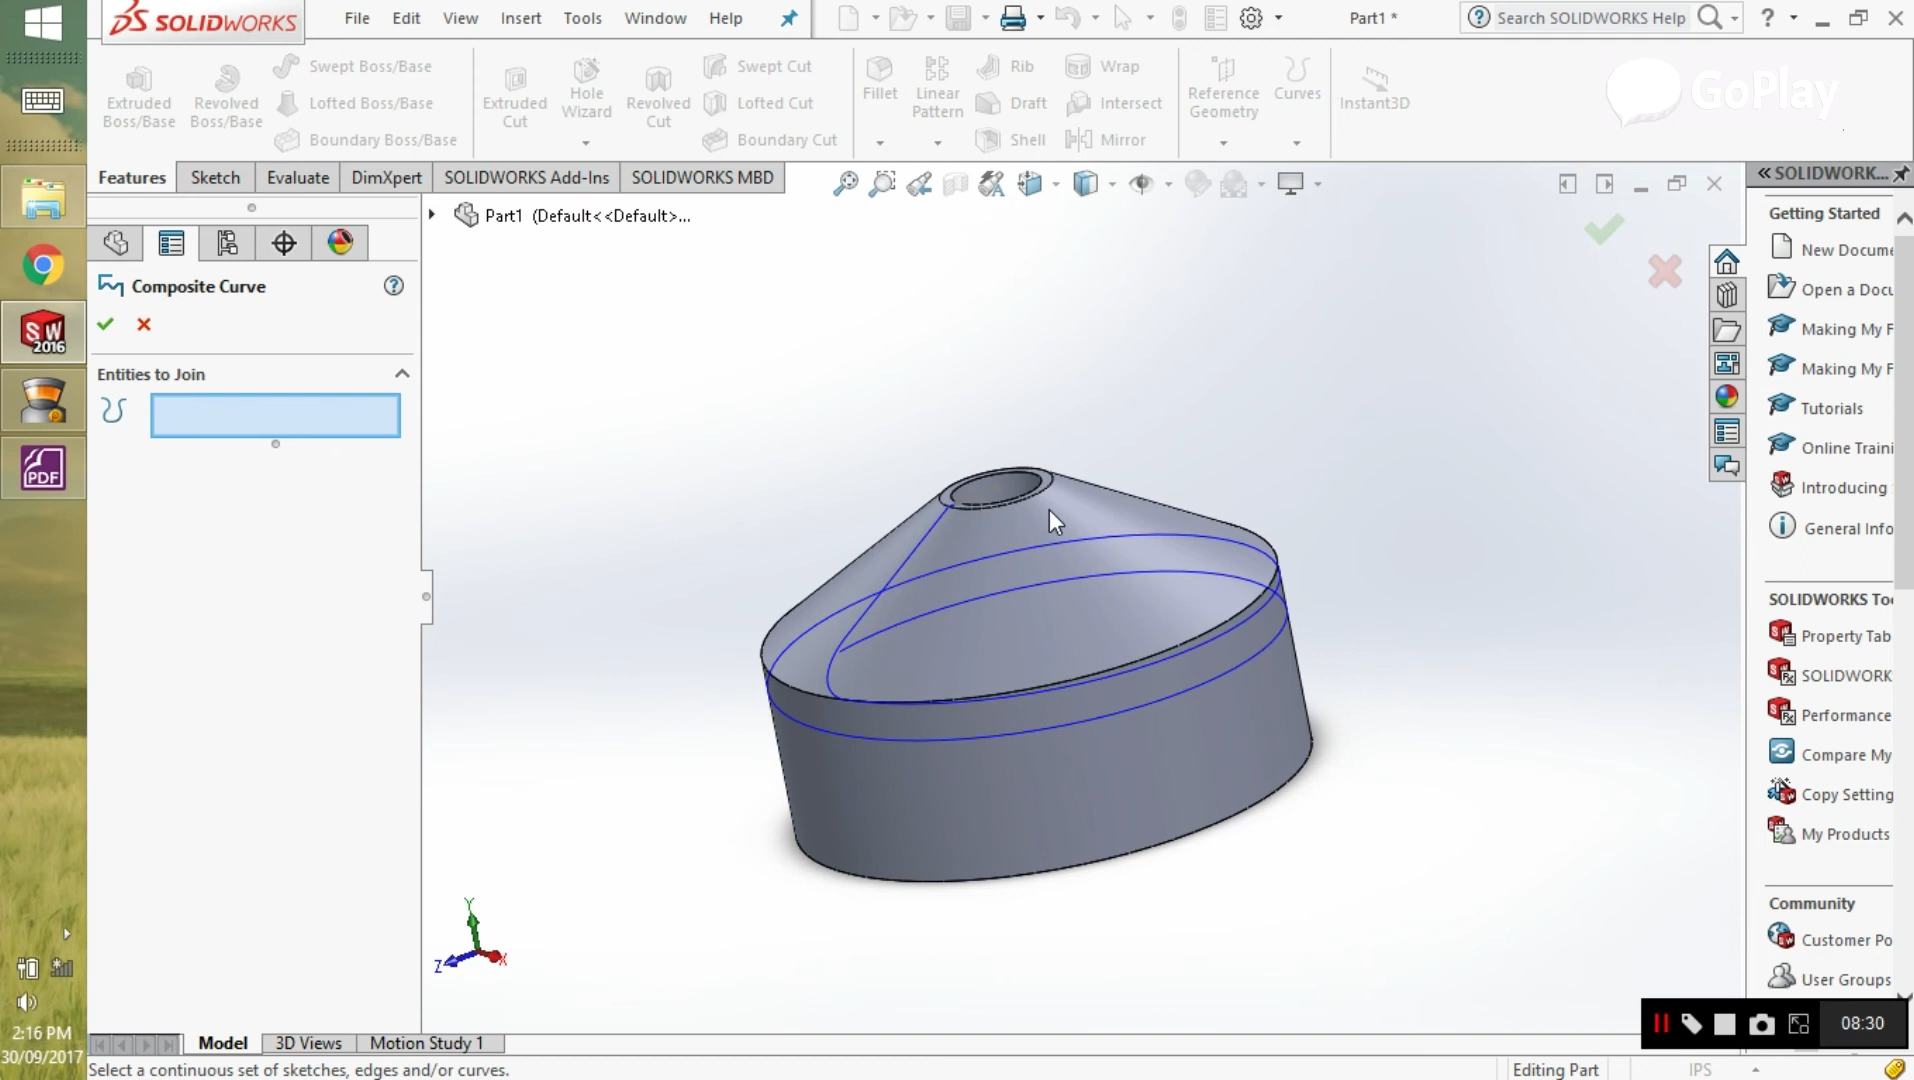 SOLIDWORKS
File Edit View Insert Tools Window Help
Part1 *
Search SOLIDWORKS Help
?
Extruded Boss/Base
Revolved Boss/Base
Swept Boss/Base
Lofted Boss/Base
Boundary Boss/Base
Extruded Cut
Hole Wizard
Revolved Cut
Swept Cut
Lofted Cut
Boundary Cut
Fillet
Linear Pattern
Rib
Draft
Shell
Wrap
Intersect
Mirror
Reference Geometry
Curves
Instant3D
GoPlay
Features Sketch Evaluate DimXpert SOLIDWORKS Add-Ins SOLIDWORKS MBD
Part1 (Default<<Default>...
Composite Curve
?
Entities to Join
SOLIDWORK...
Getting Started
New Docume
Open a Docu
Making My F
Making My F
Tutorials
Online Traini
Introducing
General Info
SOLIDWORKS Too
Property Tab
SOLIDWORK
Performance
Compare My
Copy Setting
My Products
Community
Customer Po
User Groups
SW
2016
PDF
2:16 PM
30/09/2017
Y
Z
X
08:30
Model 3D Views Motion Study 1
Select a continuous set of sketches, edges and/or curves.
Editing Part
IPS